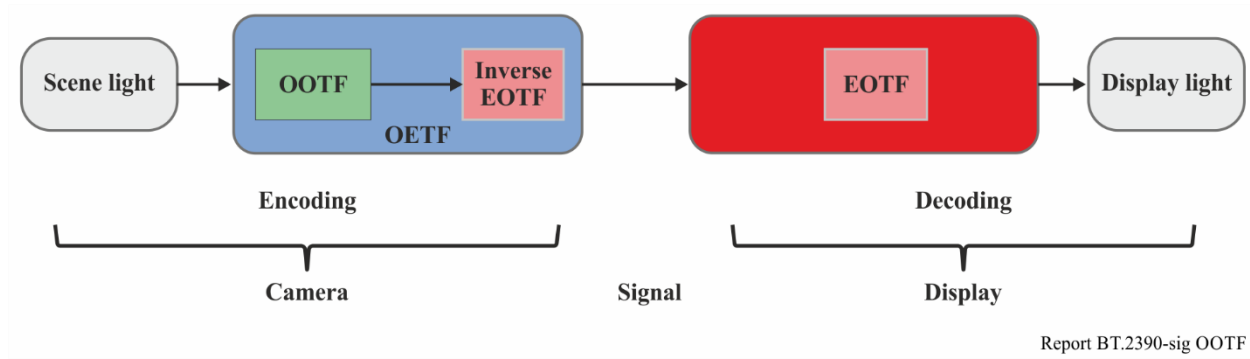 Scene light
OOTF
Inverse
EOTF
OETF
EOTF
Display light
Encoding
Decoding
Camera
Signal
Display
Report BT.2390-sig OOTF